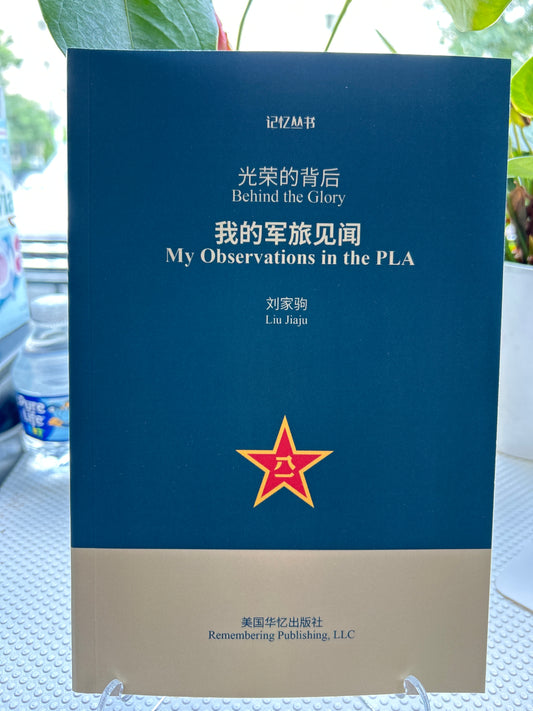 记忆丛书
光荣的背后
Behind the Glory
我的军旅见闻
My Observations in the PLA
刘家驹
Liu Jiaju
八一
美国华忆出版社
Remembering Publishing, LLC
Pure
Life